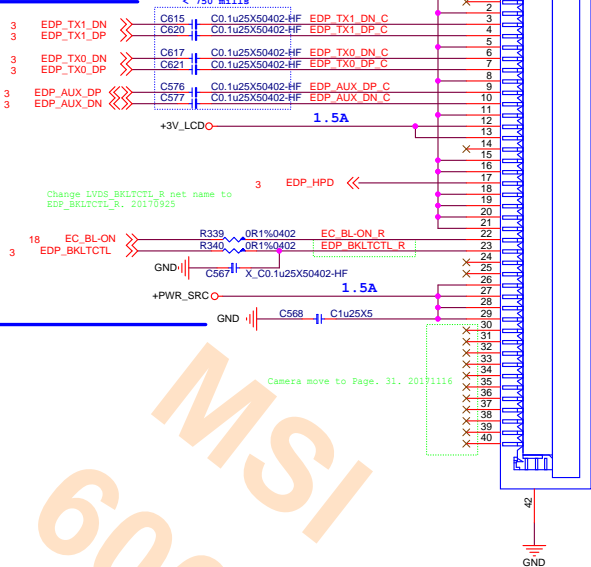 < 750 mills
2
3 EDP_TX1_DN C615 C0.1u25X50402-HF EDP_TX1_DN_C 3
3 EDP_TX1_DP C620 C0.1u25X50402-HF EDP_TX1_DP_C 4
5
3 EDP_TX0_DN C617 C0.1u25X50402-HF EDP_TX0_DN_C 6
3 EDP_TX0_DP C621 C0.1u25X50402-HF EDP_TX0_DP_C 7
8
3 EDP_AUX_DP C576 C0.1u25X50402-HF EDP_AUX_DP_C 9
3 EDP_AUX_DN C577 C0.1u25X50402-HF EDP_AUX_DN_C 10
11
+3V_LCD 1.5A 12
13
14
15
16
3 EDP_HPD 17
18
Change LVDS_BKLTCTL_R net name to
EDP_BKLTCTL_R. 20170925
19
20
21
18 EC_BL-ON R339 0R1%0402 EC_BL-ON_R 22
3 EDP_BKLTCTL R340 0R1%0402 EDP_BKLTCTL_R 23
24
GND C567 X_C0.1u25X50402-HF 25
26
+PWR_SRC 1.5A 27
28
GND C568 C1u25X5 29
30
31
32
33
34
Camera move to Page. 31. 20171116
35
36
37
38
39
40
42
GND
MSI